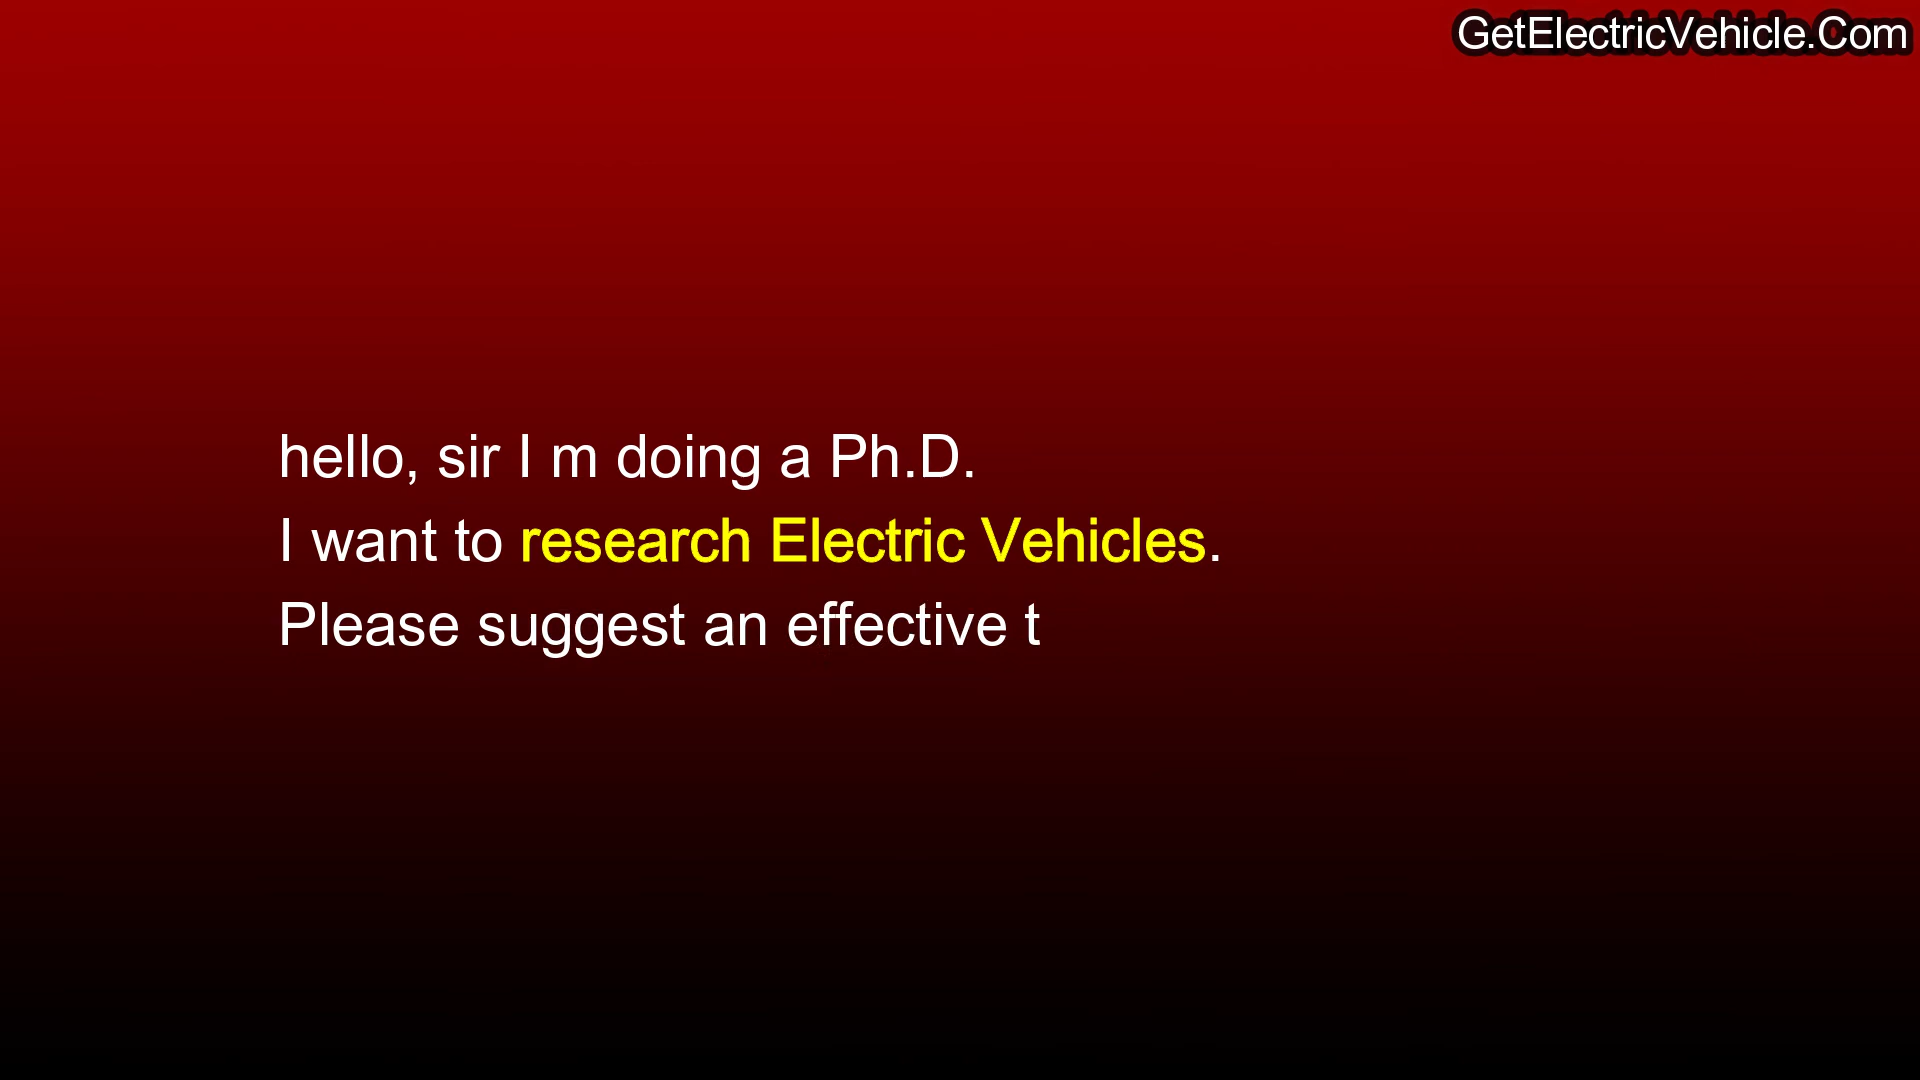 GetElectricVehicle.Com
hello, sir I m doing a Ph.D.
I want to research Electric Vehicles.
Please suggest an effective t